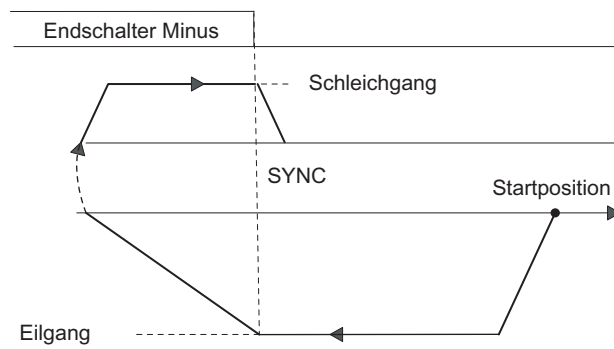 Endschalter Minus
Schleichgang
SYNC
Startposition
Eilgang